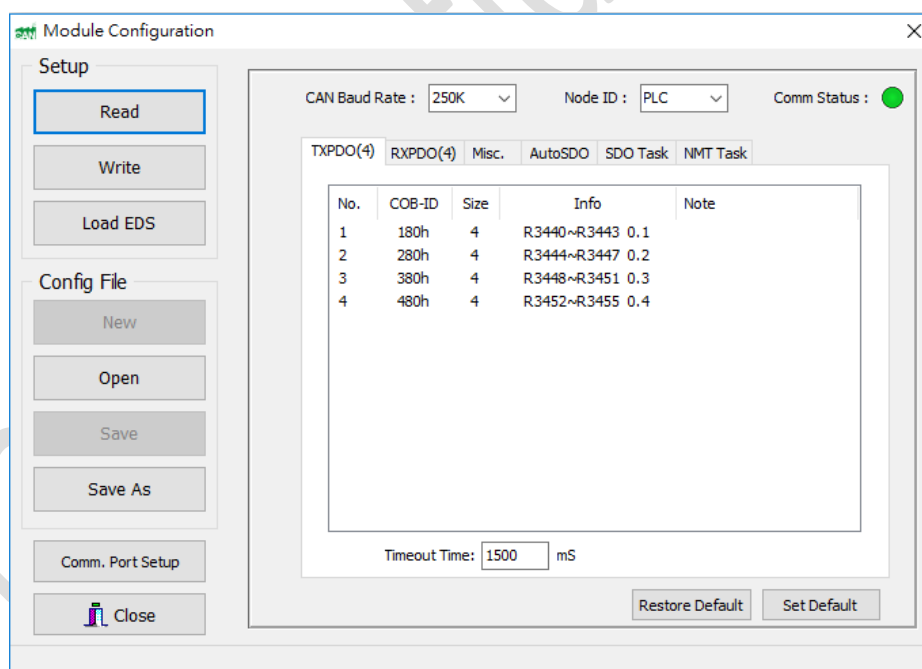 Module Configuration
Setup
Read
Write
Load EDS
Config File
New
Open
Save
Save As
Comm. Port Setup
Close
CAN Baud Rate : 250K Node ID : PLC Comm Status :
TXPDO(4) RXPDO(4) Misc. AutoSDO SDO Task NMT Task
No. COB-ID Size Info Note
1 180h 4 R3440~R3443 0.1
2 280h 4 R3444~R3447 0.2
3 380h 4 R3448~R3451 0.3
4 480h 4 R3452~R3455 0.4
Timeout Time: 1500 mS
Restore Default Set Default